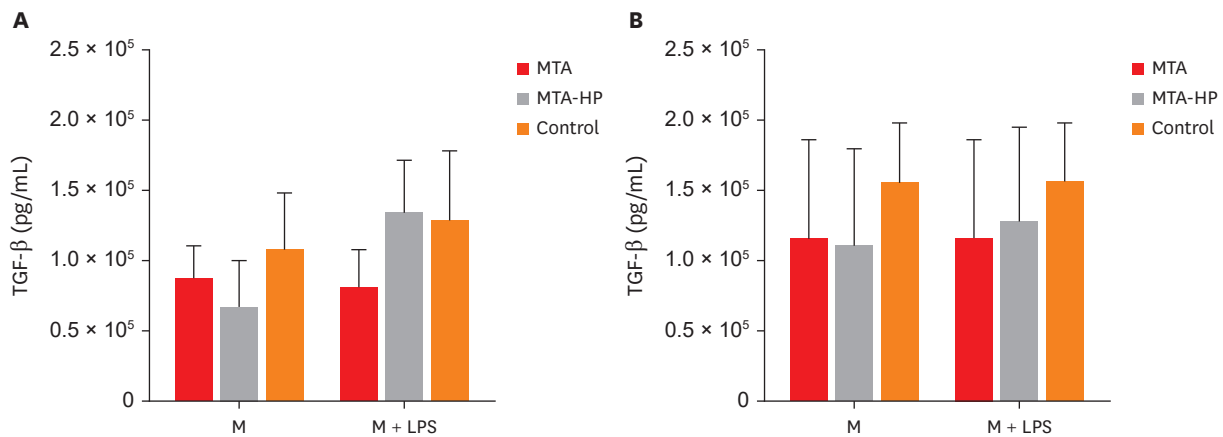 A
TGF-β (pg/mL)
2.5 × 10⁵
2.0 × 10⁵
1.5 × 10⁵
1.0 × 10⁵
0.5 × 10⁵
0
M
M + LPS
MTA
MTA-HP
Control
B
TGF-β (pg/mL)
2.5 × 10⁵
2.0 × 10⁵
1.5 × 10⁵
1.0 × 10⁵
0.5 × 10⁵
0
M
M + LPS
MTA
MTA-HP
Control